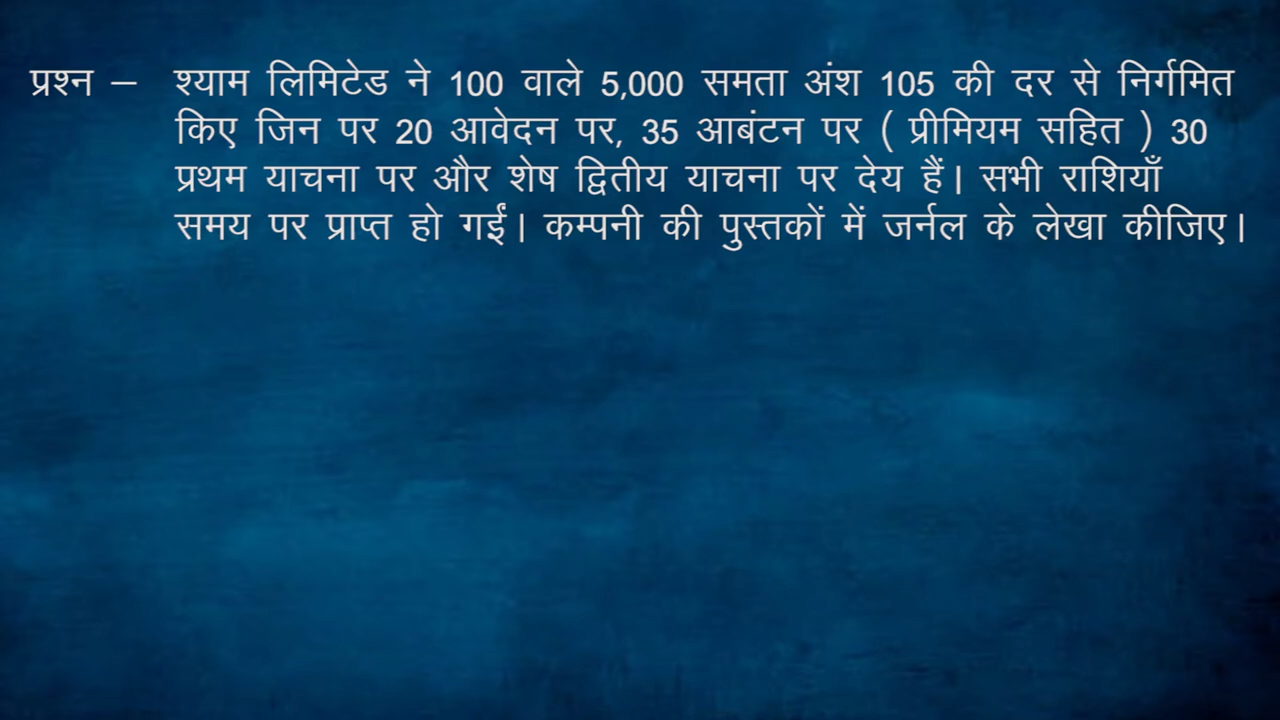 प्रश्न – श्याम लिमिटेड ने 100 वाले 5,000 समता अंश 105 की दर से निर्गमित
किए जिन पर 20 आवेदन पर, 35 आबंटन पर ( प्रीमियम सहित ) 30
प्रथम याचना पर और शेष द्वितीय याचना पर देय हैं। सभी राशियाँ
समय पर प्राप्त हो गईं। कम्पनी की पुस्तकों में जर्नल के लेखा कीजिए।